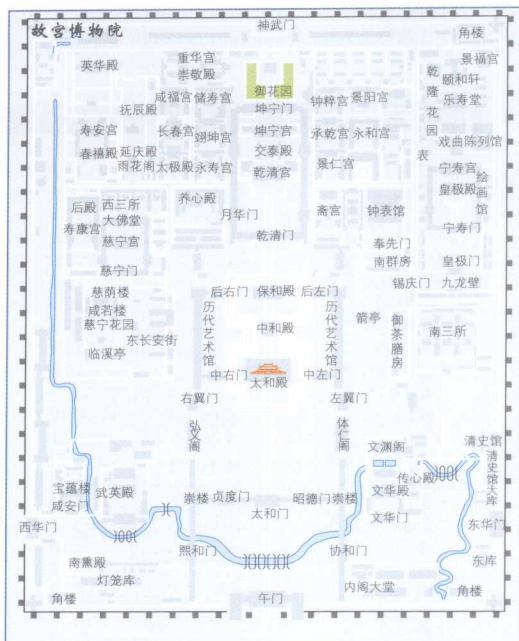 故宫博物院
神武门
角楼
英华殿
重华宫
崇敬殿
景福宫
颐和轩
乾隆花园
乐寿堂
御花园
坤宁门
咸福宫 储秀宫
钟粹宫 景阳宫
抚辰殿
寿安宫
长春宫 翊坤宫
坤宁宫
承乾宫 永和宫
戏曲陈列馆
表
春禧殿 延庆殿
雨花阁 太极殿 永寿宫
交泰殿
乾清宫
景仁宫
宁寿宫
皇极殿
绘画馆
养心殿
后殿 西三所
大佛堂
月华门
斋宫
钟表馆
寿康宫
慈宁宫
乾清门
奉先门
宁寿门
南群房
皇极门
慈宁门
锡庆门 九龙壁
慈荫楼
后右门 保和殿 后左门
咸若楼
慈宁花园
历代艺术馆
中和殿
历代艺术馆
箭亭
御茶膳房
南三所
东长安街
临溪亭
中右门
太和殿
中左门
右翼门
左翼门
弘义阁
体仁阁
文渊阁
清史馆
清史馆大库
传心殿
宝蕴楼
咸安门
武英殿
崇楼 贞度门
昭德门 崇楼
文华殿
太和门
文华门
西华门
东华门
熙和门
协和门
南熏殿
东库
灯笼库
内阁大堂
角楼
午门
角楼